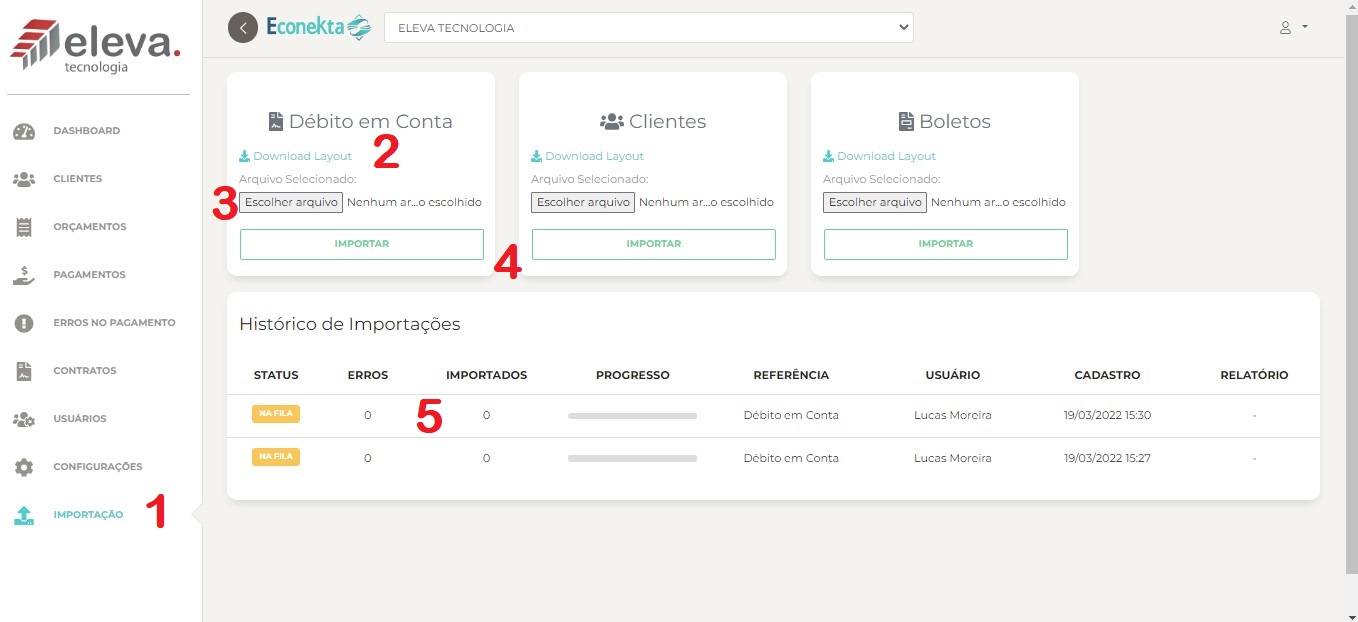 eleva.
tecnologia
Econekta
ELEVA TECNOLOGIA
DASHBOARD
CLIENTES
ORÇAMENTOS
PAGAMENTOS
ERROS NO PAGAMENTO
CONTRATOS
USUÁRIOS
CONFIGURAÇÕES
IMPORTAÇÃO 1
Débito em Conta
Download Layout 2
Arquivo Selecionado:
3 Escolher arquivo Nenhum ar...o escolhido
IMPORTAR
4
Clientes
Download Layout
Arquivo Selecionado:
Escolher arquivo Nenhum ar...o escolhido
IMPORTAR
Boletos
Download Layout
Arquivo Selecionado:
Escolher arquivo Nenhum ar...o escolhido
IMPORTAR
Histórico de Importações
STATUS ERROS IMPORTADOS PROGRESSO REFERÊNCIA USUÁRIO CADASTRO RELATÓRIO
NA FILA 0 5 0 Débito em Conta Lucas Moreira 19/03/2022 15:30 -
NA FILA 0 0 Débito em Conta Lucas Moreira 19/03/2022 15:27 -